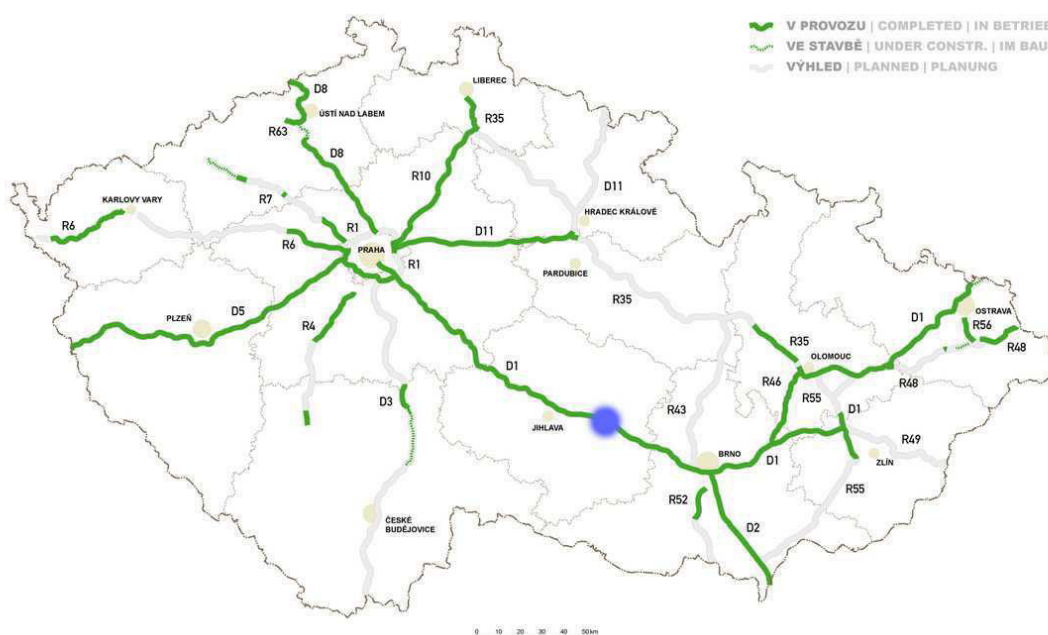 V PROVOZU | COMPLETED | IN BETRIEB
VE STAVBĚ | UNDER CONSTR. | IM BAU
VÝHLED | PLANNED | PLANUNG
LIBEREC
D8
ÚSTÍ NAD LABEM
R63
R35
D8
R10
D11
R7
KARLOVY VARY
R6
HRADEC KRÁLOVÉ
R1
R6
D11
PRAHA
R1
PARDUBICE
R35
D5
PLZEŇ
R4
D1
OSTRAVA
R56
R35
R48
OLOMOUC
D1
R46
R48
R55
D3
JIHLAVA
D1
R43
R49
BRNO
D1
ZLÍN
R55
R52
D2
ČESKÉ
BUDĚJOVICE
0 10 20 30 40 50km